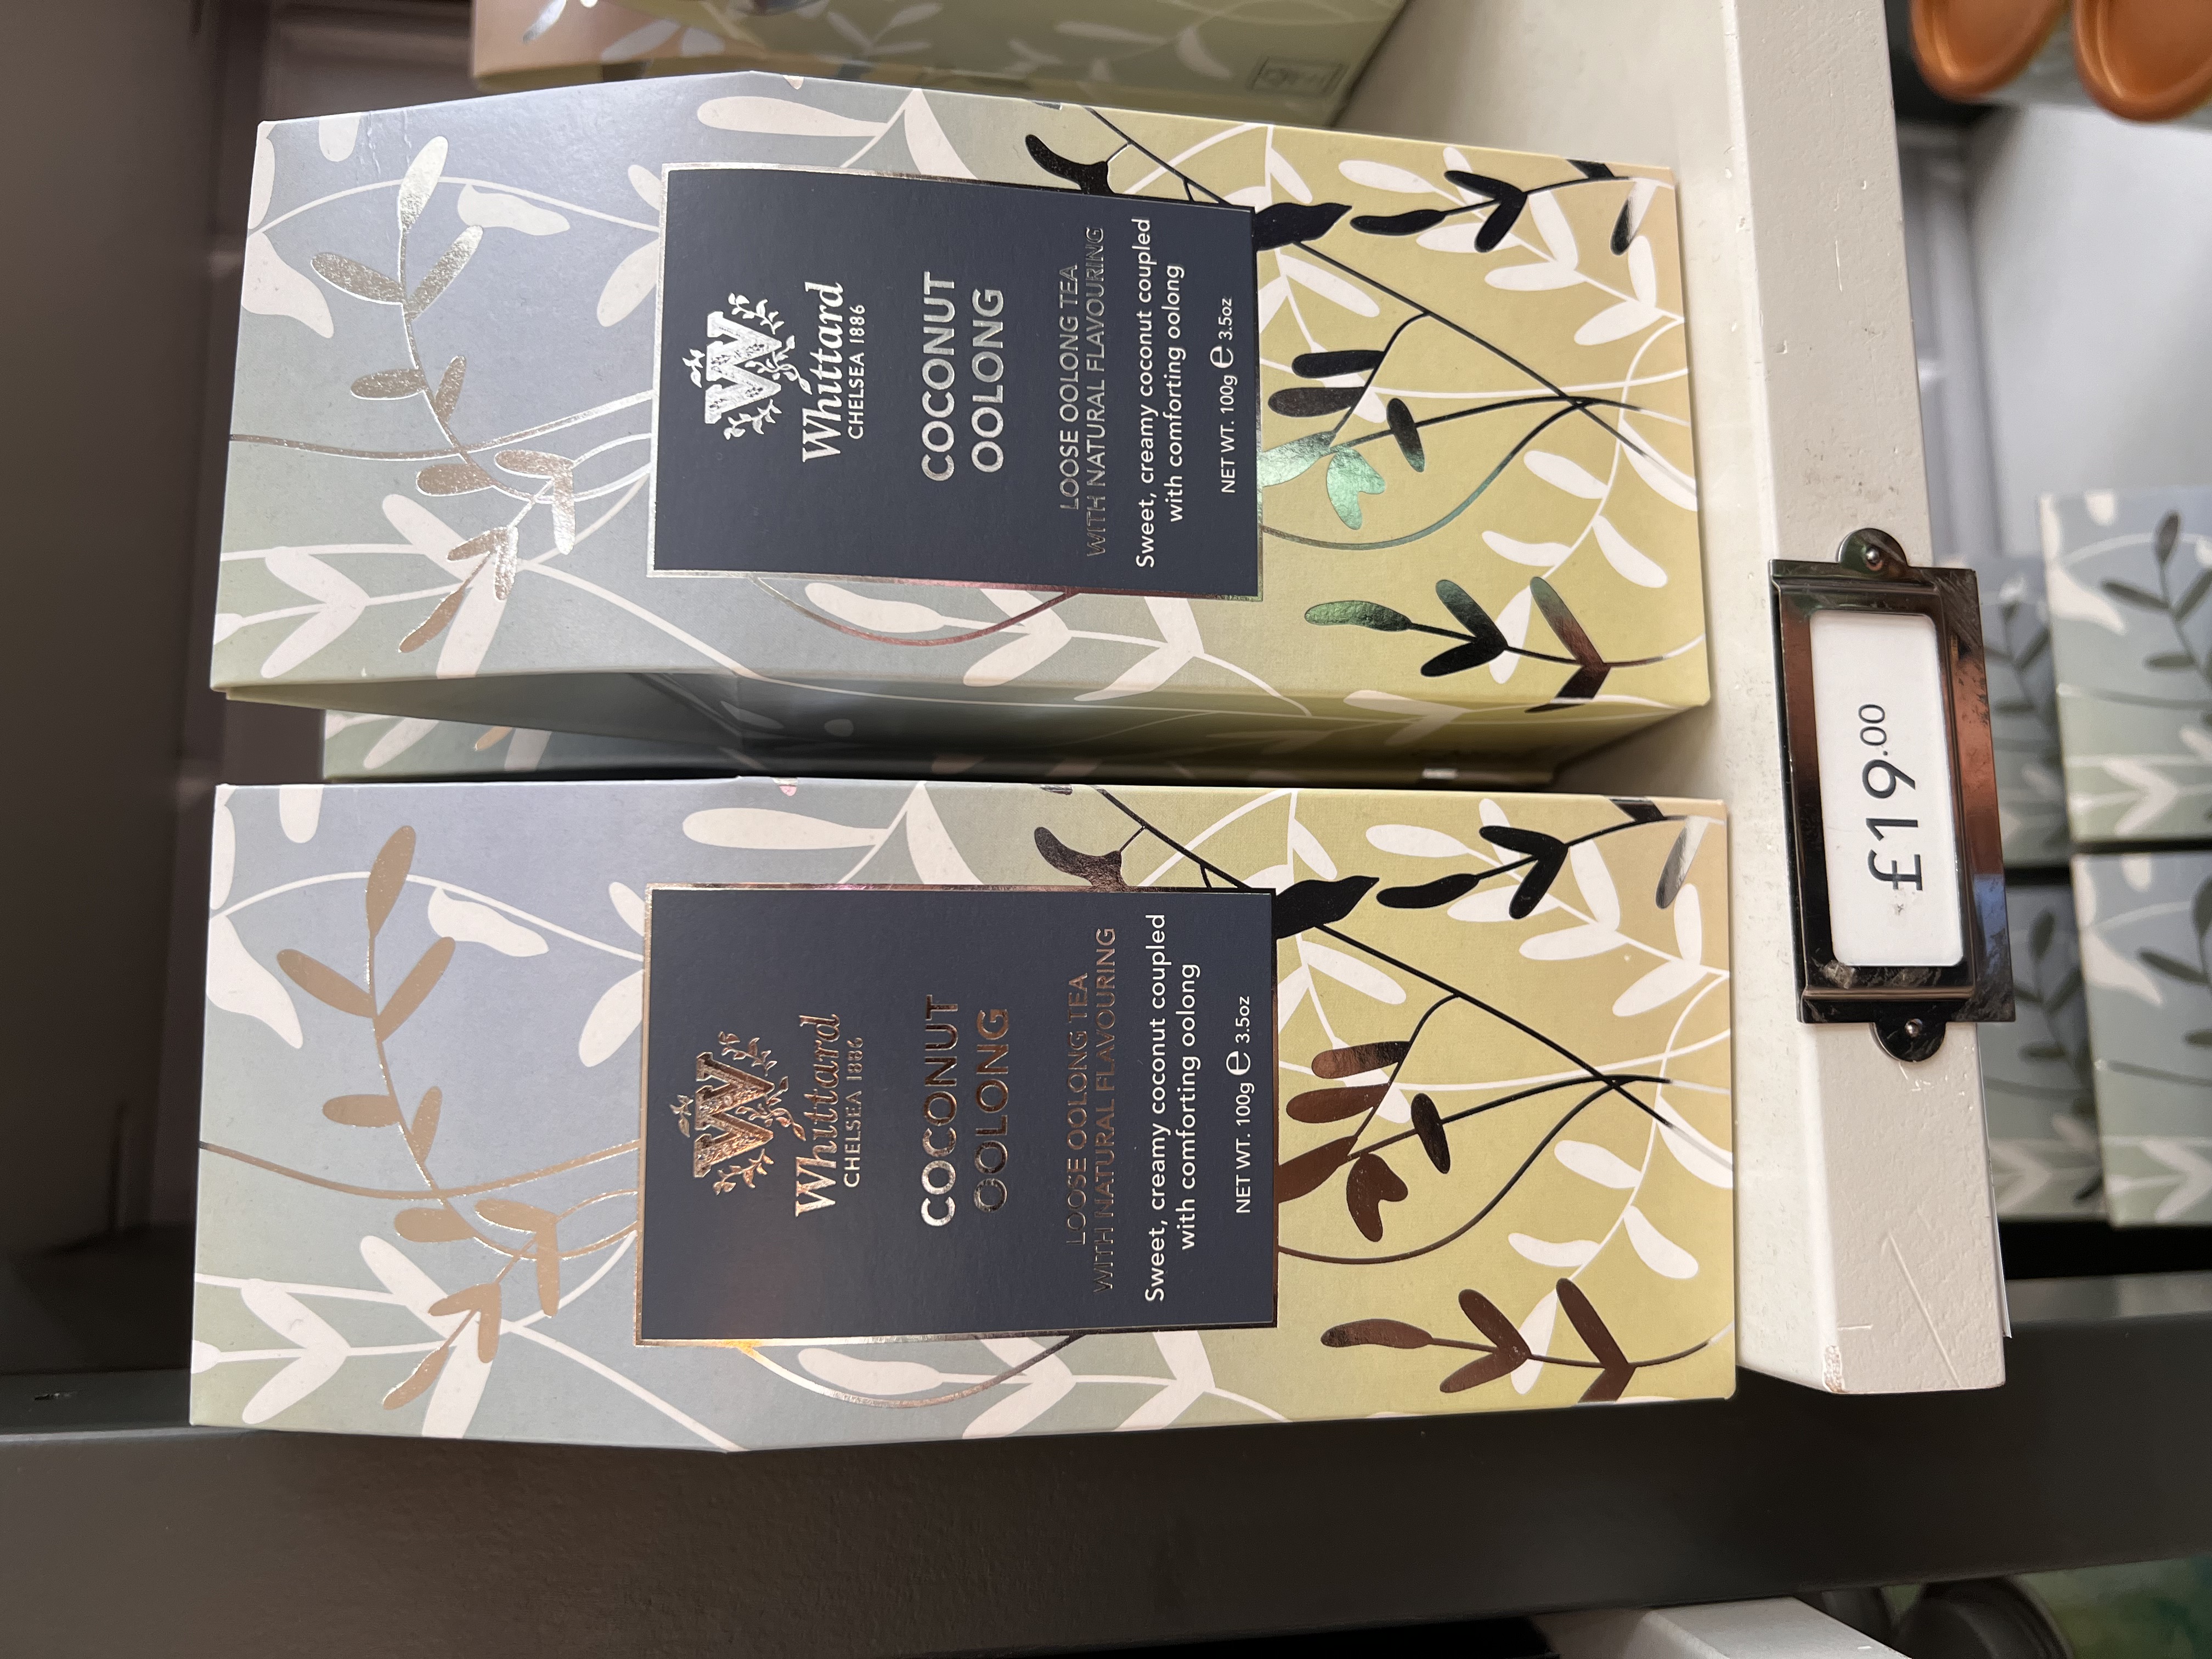 W
Whittard
CHELSEA 1886
COCONUT
OOLONG
LOOSE OOLONG TEA
WITH NATURAL FLAVOURING
Sweet, creamy coconut coupled
with comforting oolong
NET WT. 100g e 3.5oz
W
Whittard
CHELSEA 1886
COCONUT
OOLONG
LOOSE OOLONG TEA
WITH NATURAL FLAVOURING
Sweet, creamy coconut coupled
with comforting oolong
NET WT. 100g e 3.5oz
£19.00